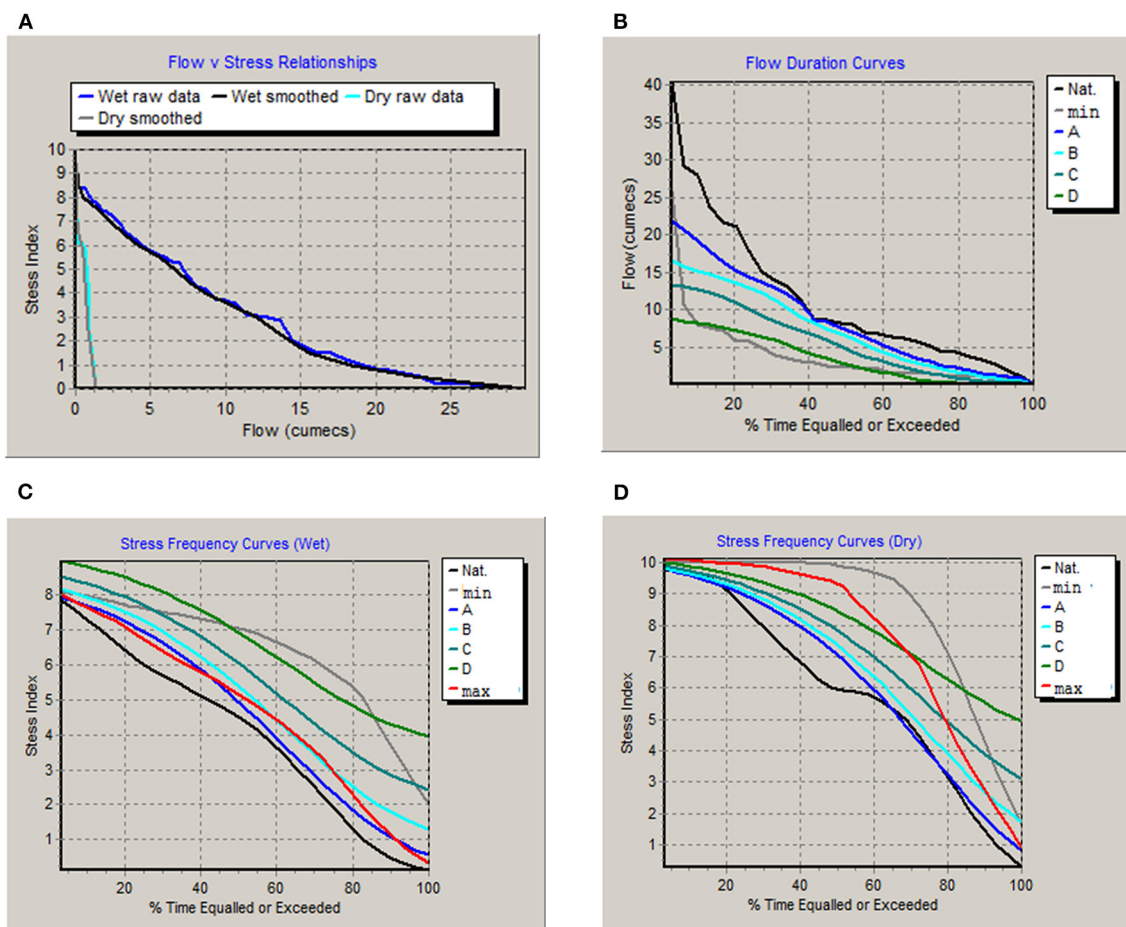 A
Flow v Stress Relationships
Wet raw data Wet smoothed Dry raw data
Dry smoothed
10
9
8
7
6
5
4
3
2
1
0
Stess Index
0 5 10 15 20 25
Flow (cumecs)
B
Flow Duration Curves
40
35
30
25
20
15
10
5
Flow(cumecs)
20 40 60 80 100
% Time Equalled or Exceeded
Nat.
min
A
B
C
D
C
Stress Frequency Curves (Wet)
8
7
6
5
4
3
2
1
Stess Index
20 40 60 80 100
% Time Equalled or Exceeded
Nat.
min
A
B
C
D
max
D
Stress Frequency Curves (Dry)
10
9
8
7
6
5
4
3
2
1
Stess Index
20 40 60 80 100
% Time Equalled or Exceeded
Nat.
min
A
B
C
D
max